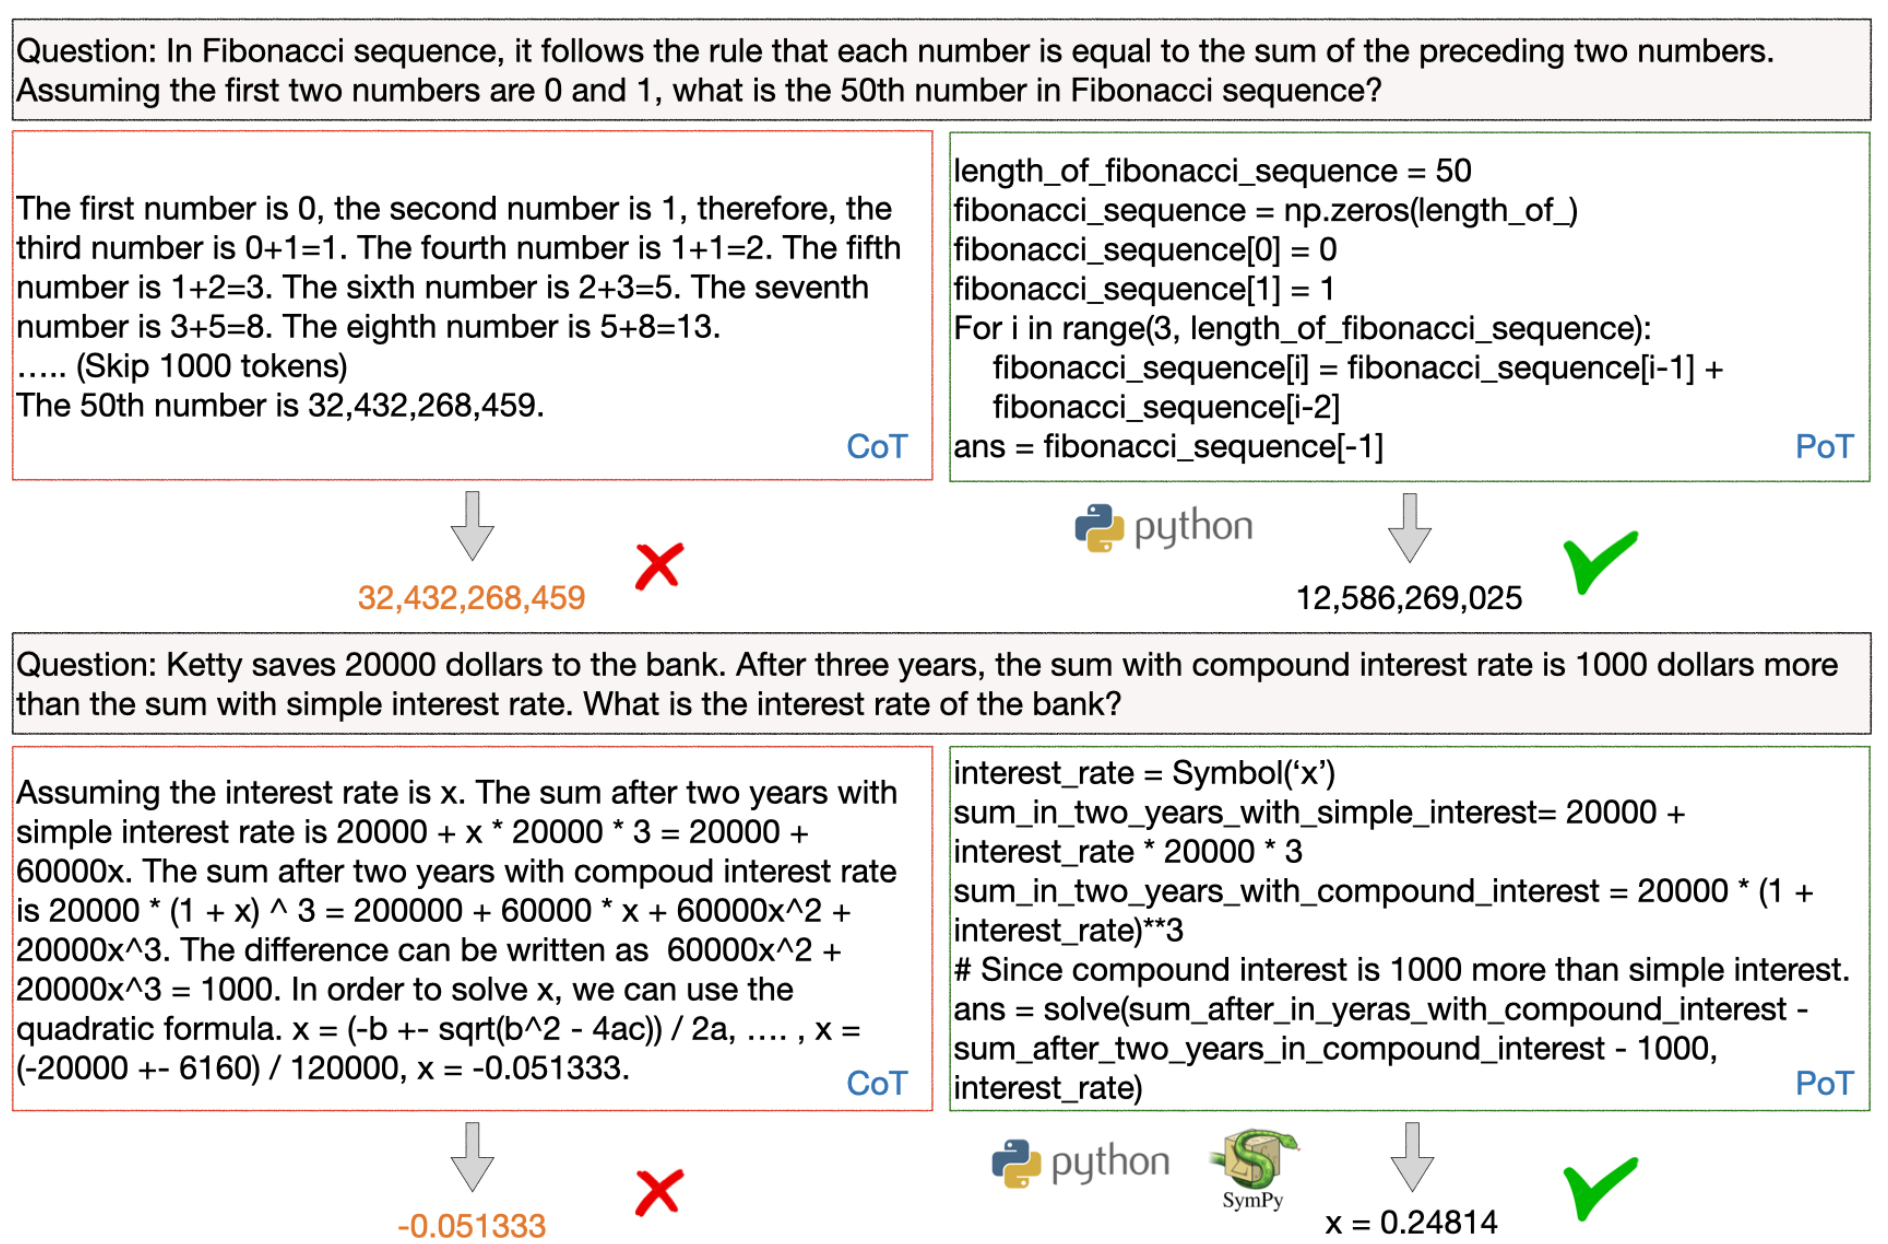 Question: In Fibonacci sequence, it follows the rule that each number is equal to the sum of the preceding two numbers.
Assuming the first two numbers are 0 and 1, what is the 50th number in Fibonacci sequence?
The first number is 0, the second number is 1, therefore, the
third number is 0+1=1. The fourth number is 1+1=2. The fifth
number is 1+2=3. The sixth number is 2+3=5. The seventh
number is 3+5=8. The eighth number is 5+8=13.
….. (Skip 1000 tokens)
The 50th number is 32,432,268,459.
CoT
length_of_fibonacci_sequence = 50
fibonacci_sequence = np.zeros(length_of_)
fibonacci_sequence[0] = 0
fibonacci_sequence[1] = 1
For i in range(3, length_of_fibonacci_sequence):
fibonacci_sequence[i] = fibonacci_sequence[i-1] +
fibonacci_sequence[i-2]
ans = fibonacci_sequence[-1]
PoT
python
32,432,268,459
12,586,269,025
Question: Ketty saves 20000 dollars to the bank. After three years, the sum with compound interest rate is 1000 dollars more
than the sum with simple interest rate. What is the interest rate of the bank?
Assuming the interest rate is x. The sum after two years with
simple interest rate is 20000 + x * 20000 * 3 = 20000 +
60000x. The sum after two years with compoud interest rate
is 20000 * (1 + x) ^ 3 = 200000 + 60000 * x + 60000x^2 +
20000x^3. The difference can be written as 60000x^2 +
20000x^3 = 1000. In order to solve x, we can use the
quadratic formula. x = (-b +- sqrt(b^2 - 4ac)) / 2a, …. , x =
(-20000 +- 6160) / 120000, x = -0.051333.
CoT
interest_rate = Symbol(‘x’)
sum_in_two_years_with_simple_interest= 20000 +
interest_rate * 20000 * 3
sum_in_two_years_with_compound_interest = 20000 * (1 +
interest_rate)**3
# Since compound interest is 1000 more than simple interest.
ans = solve(sum_after_in_yeras_with_compound_interest -
sum_after_two_years_in_compound_interest - 1000,
interest_rate)
PoT
python
SymPy
-0.051333
x = 0.24814